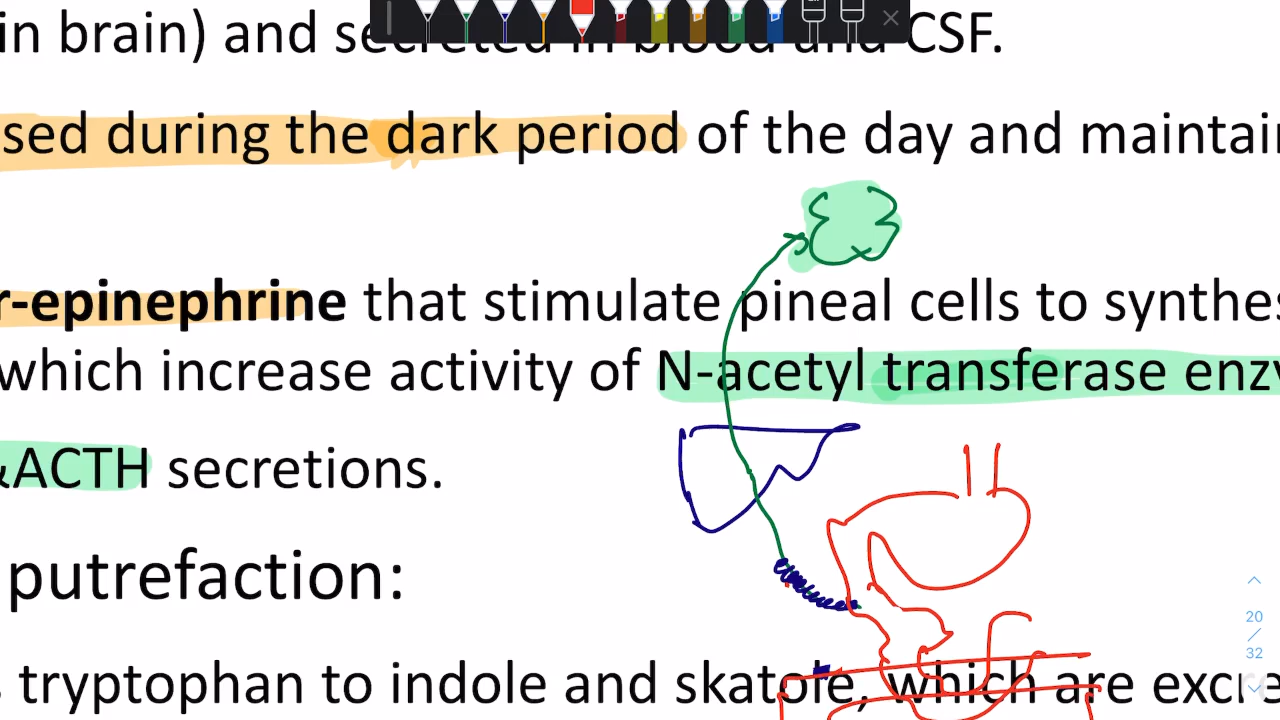 in brain) and secreted in blood and CSF.
sed during the dark period of the day and maintai
r-epinephrine that stimulate pineal cells to synthes
which increase activity of N-acetyl transferase enzy
&ACTH secretions.
putrefaction:
s tryptophan to indole and skatole, which are excre
20
/
32